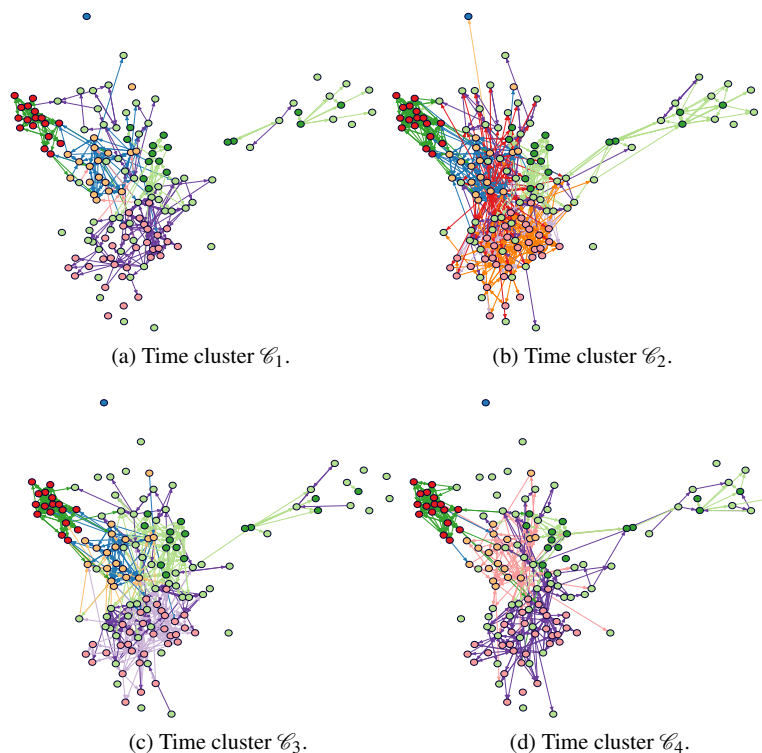 (a) Time cluster 𝒞1.
(b) Time cluster 𝒞2.
(c) Time cluster 𝒞3.
(d) Time cluster 𝒞4.